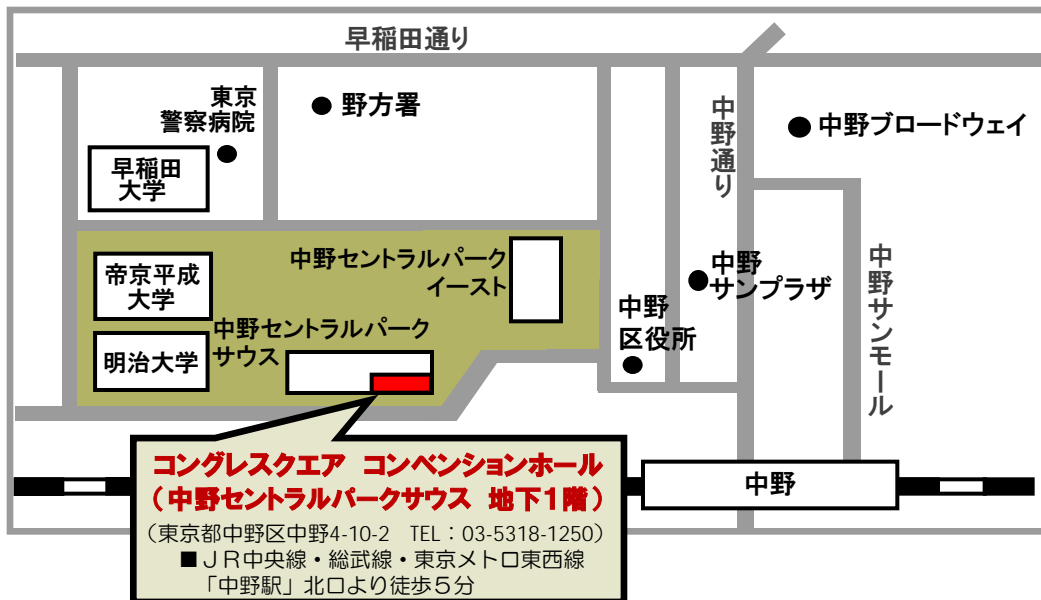 早稲田通り
東京
警察病院
野方署
中野通り
中野ブロードウェイ
早稲田
大学
中野セントラルパーク
イースト
帝京平成
大学
中野
サンプラザ
中野サンモール
中野
区役所
中野セントラルパーク
サウス
明治大学
コングレスクエア コンベンションホール
(中野セントラルパークサウス 地下1階)
中野
(東京都中野区中野4-10-2 TEL：03-5318-1250)
■ＪＲ中央線・総武線・東京メトロ東西線
「中野駅」北口より徒歩５分